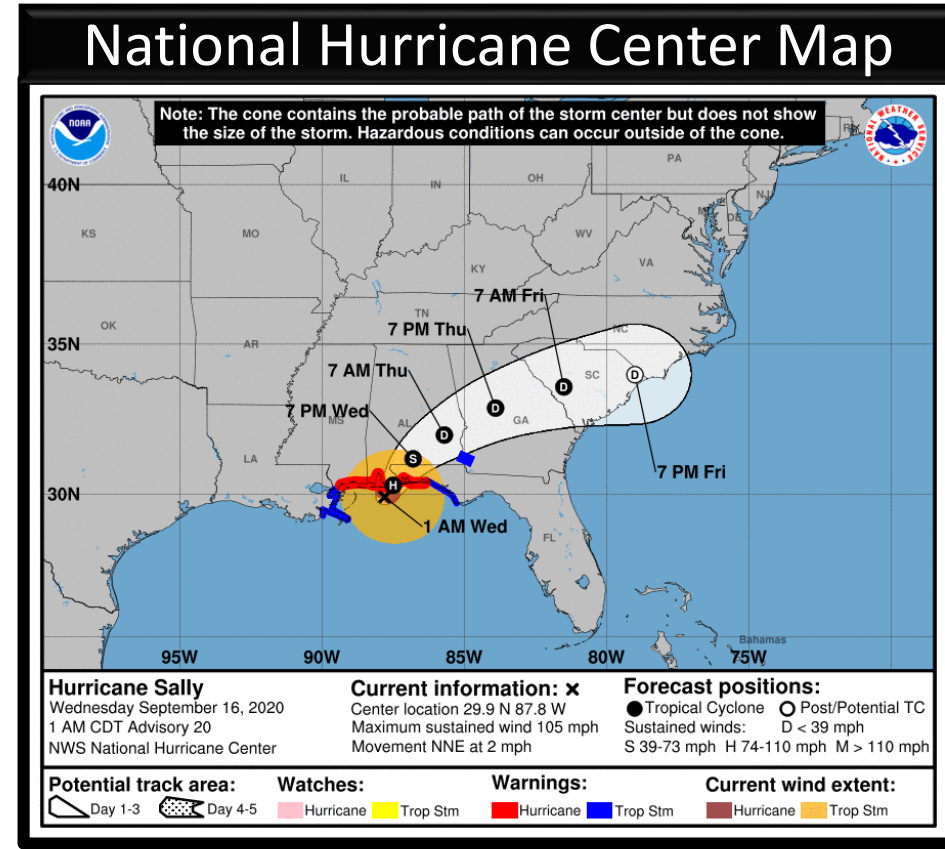 National Hurricane Center Map
Note: The cone contains the probable path of the storm center but does not show
the size of the storm. Hazardous conditions can occur outside of the cone.
NOAA
NATIONAL WEATHER SERVICE
PA
40N
IL
IN
OH
NJ
DE
KS
MO
WV
VA
KY
7 AM Fri
TN
OK
7 PM Thu
NC
35N
AR
7 AM Thu
SC
7 PM Wed
MS
AL
GA
D
D
D
D
S
LA
7 PM Fri
30N
H
1 AM Wed
FL
Bahamas
95W
90W
85W
80W
75W
Hurricane Sally
Wednesday September 16, 2020
1 AM CDT Advisory 20
NWS National Hurricane Center
Current information: ×
Center location 29.9 N 87.8 W
Maximum sustained wind 105 mph
Movement NNE at 2 mph
Forecast positions:
Tropical Cyclone Post/Potential TC
Sustained winds: D < 39 mph
S 39-73 mph H 74-110 mph M > 110 mph
Potential track area:
Day 1-3 Day 4-5
Watches:
Hurricane Trop Stm
Warnings:
Hurricane Trop Stm
Current wind extent:
Hurricane Trop Stm